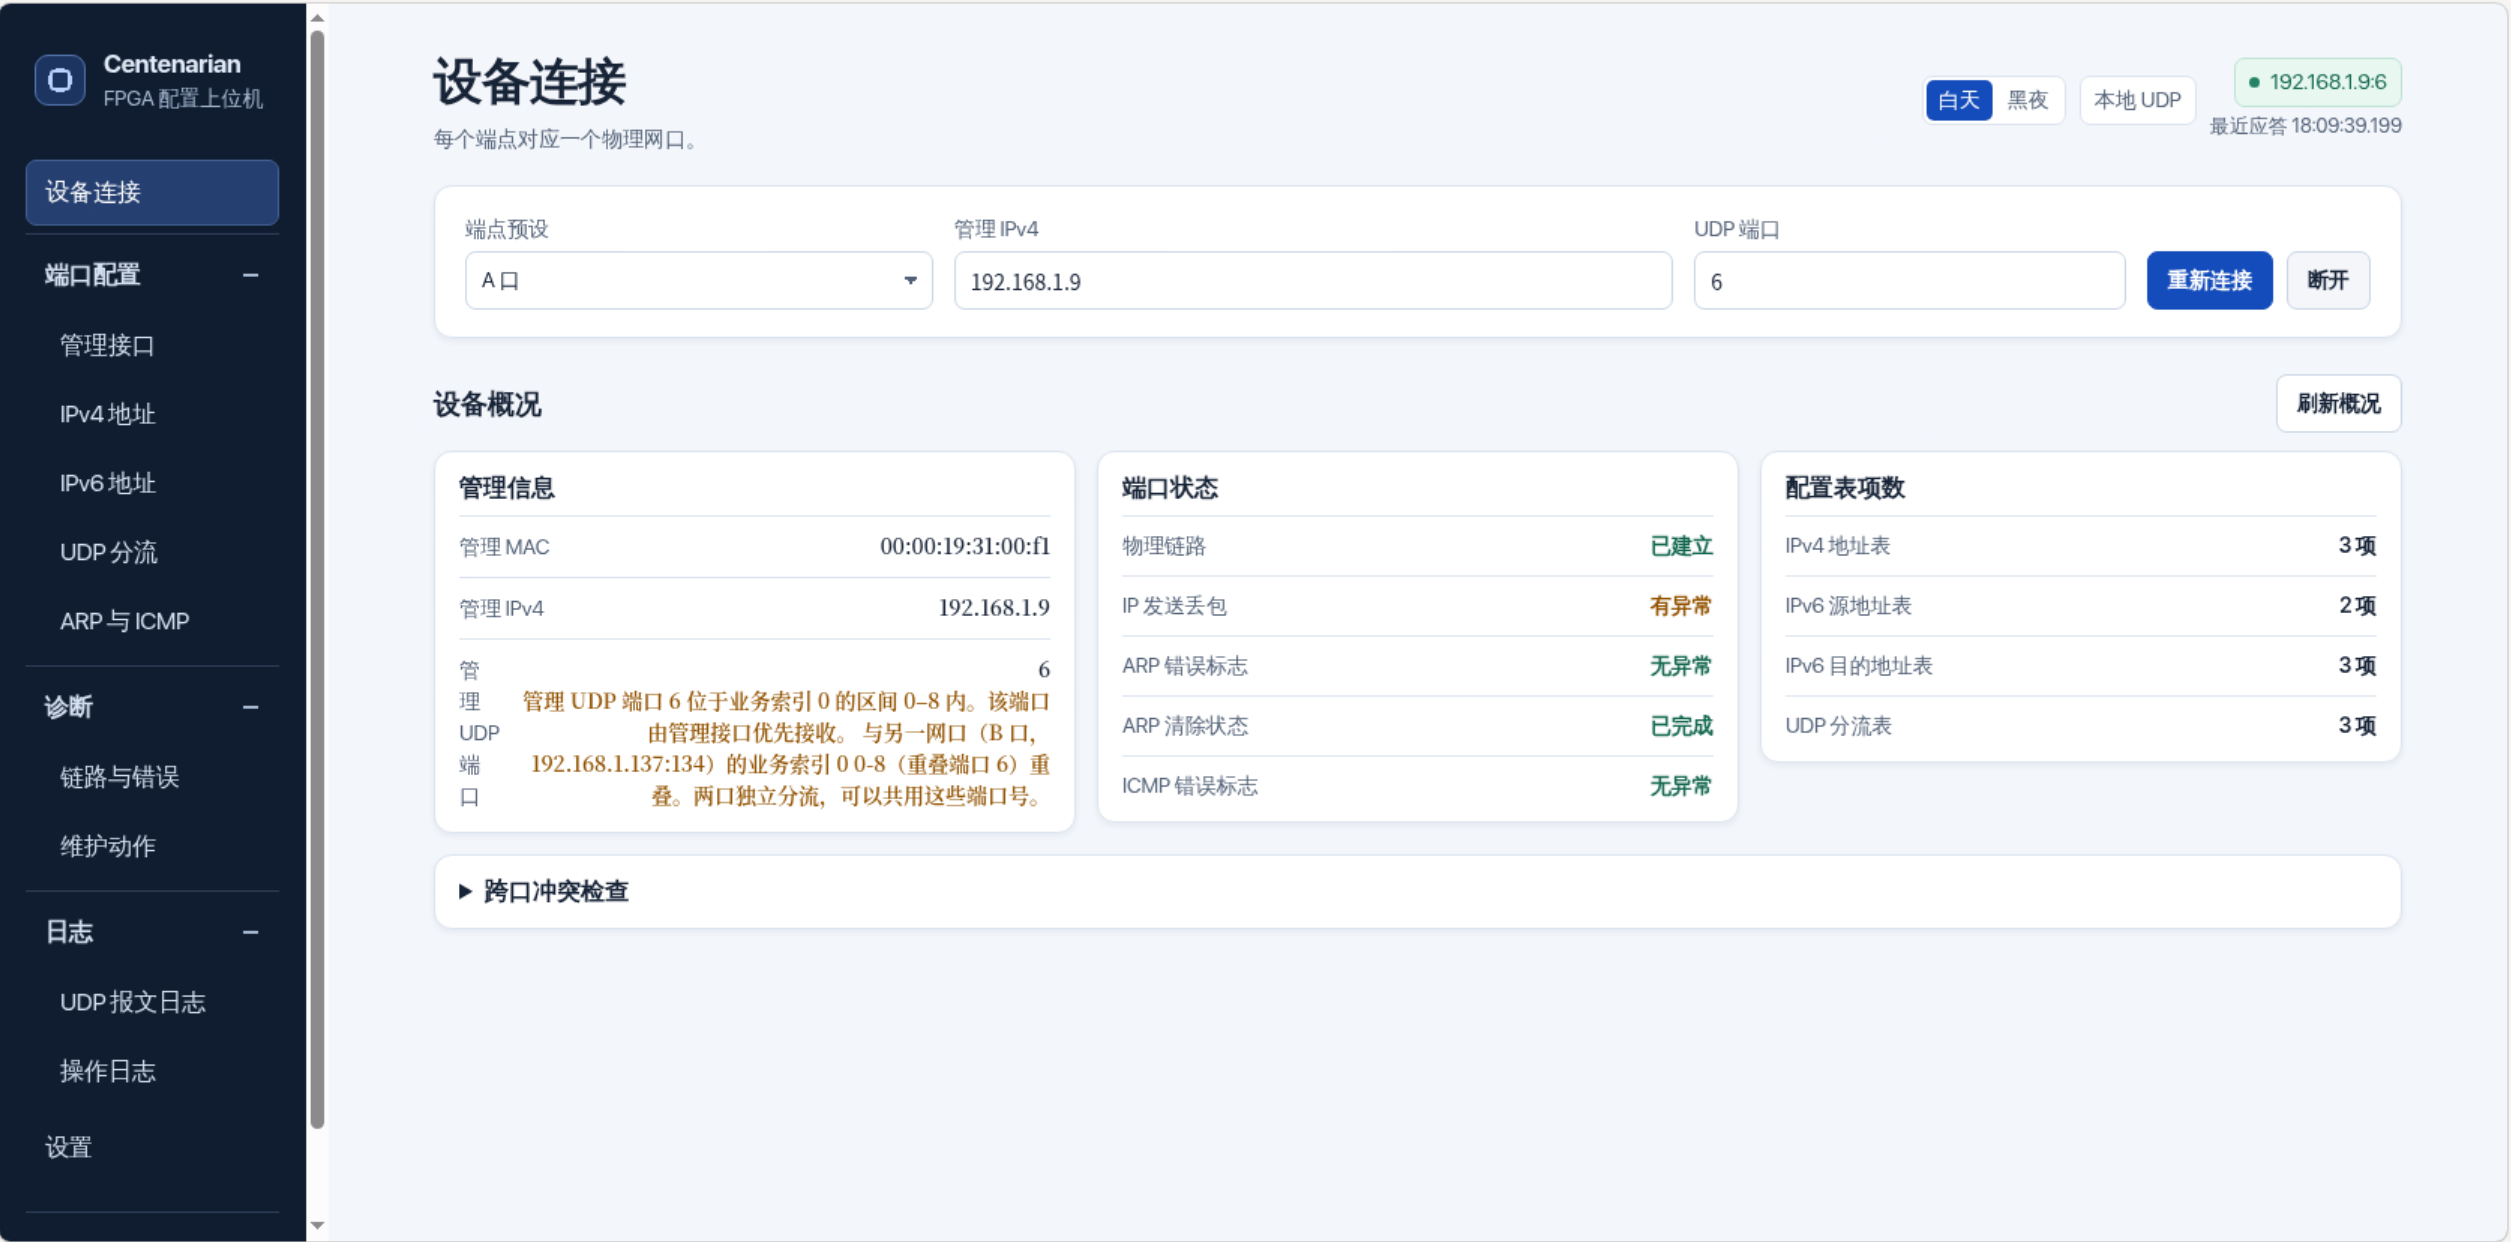 Centenarian
FPGA 配置上位机
设备连接
端口配置
管理接口
IPv4 地址
IPv6 地址
UDP 分流
ARP 与 ICMP
诊断
链路与错误
维护动作
日志
UDP 报文日志
操作日志
设置
设备连接
每个端点对应一个物理网口。
白天 黑夜 本地 UDP
192.168.1.9:6
最近应答 18:09:39.199
端点预设
A 口
管理 IPv4
192.168.1.9
UDP 端口
6
重新连接 断开
设备概况
刷新概况
管理信息
管理 MAC 00:00:19:31:00:f1
管理 IPv4 192.168.1.9
管理 UDP 端口
6
管理 UDP 端口 6 位于业务索引 0 的区间 0–8 内。该端口
由管理接口优先接收。 与另一网口（B 口，
192.168.1.137:134）的业务索引 0 0-8（重叠端口 6）重
叠。两口独立分流，可以共用这些端口号。
端口状态
物理链路 已建立
IP 发送丢包 有异常
ARP 错误标志 无异常
ARP 清除状态 已完成
ICMP 错误标志 无异常
配置表项数
IPv4 地址表 3 项
IPv6 源地址表 2 项
IPv6 目的地址表 3 项
UDP 分流表 3 项
跨口冲突检查